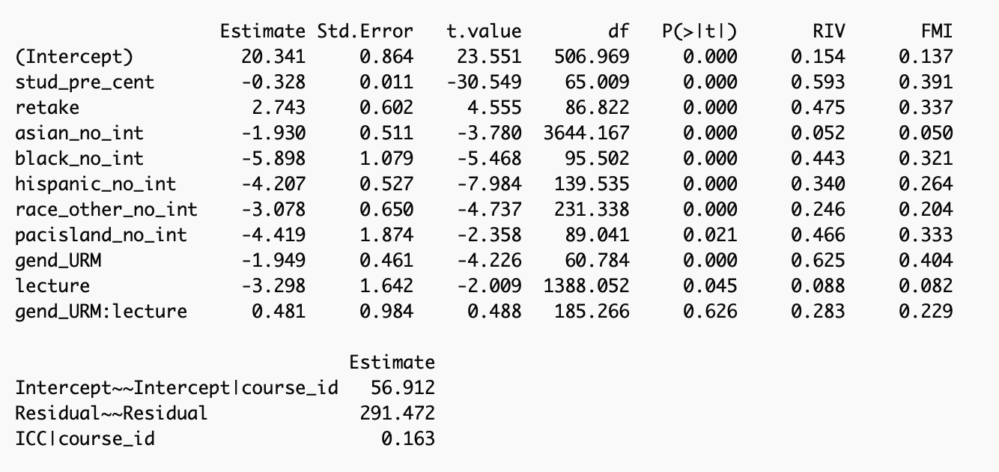 Estimate Std.Error t.value df P(>|t|) RIV FMI
(Intercept) 20.341 0.864 23.551 506.969 0.000 0.154 0.137
stud_pre_cent -0.328 0.011 -30.549 65.009 0.000 0.593 0.391
retake 2.743 0.602 4.555 86.822 0.000 0.475 0.337
asian_no_int -1.930 0.511 -3.780 3644.167 0.000 0.052 0.050
black_no_int -5.898 1.079 -5.468 95.502 0.000 0.443 0.321
hispanic_no_int -4.207 0.527 -7.984 139.535 0.000 0.340 0.264
race_other_no_int -3.078 0.650 -4.737 231.338 0.000 0.246 0.204
pacisland_no_int -4.419 1.874 -2.358 89.041 0.021 0.466 0.333
gend_URM -1.949 0.461 -4.226 60.784 0.000 0.625 0.404
lecture -3.298 1.642 -2.009 1388.052 0.045 0.088 0.082
gend_URM:lecture 0.481 0.984 0.488 185.266 0.626 0.283 0.229
Estimate
Intercept~~Intercept|course_id 56.912
Residual~~Residual 291.472
ICC|course_id 0.163